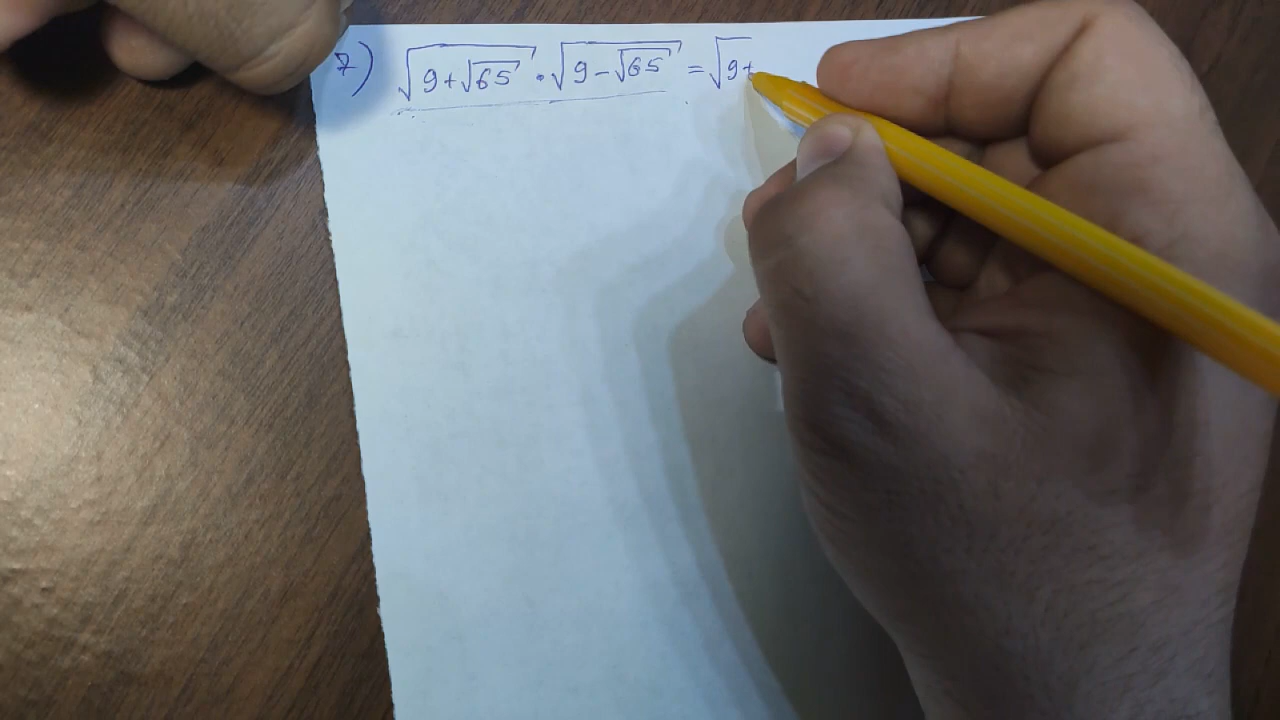 7) √(9+√65) · √(9-√65) = √9+